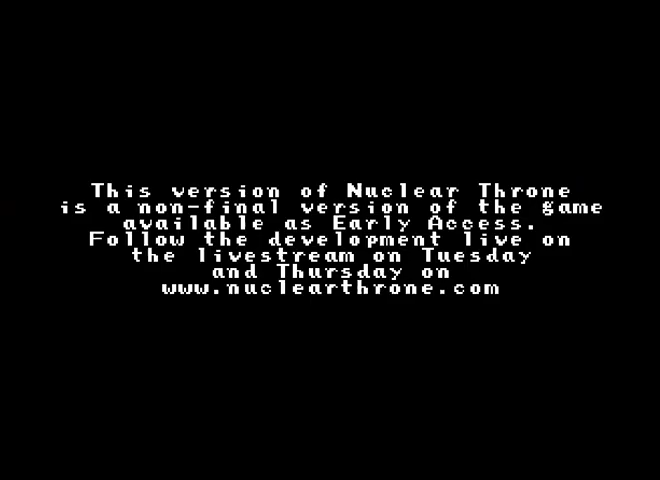 This version of Nuclear Throne
is a non-final version of the game
available as Early Access.
Follow the development live on
the livestream on Tuesday
and Thursday on
www.nuclearthrone.com